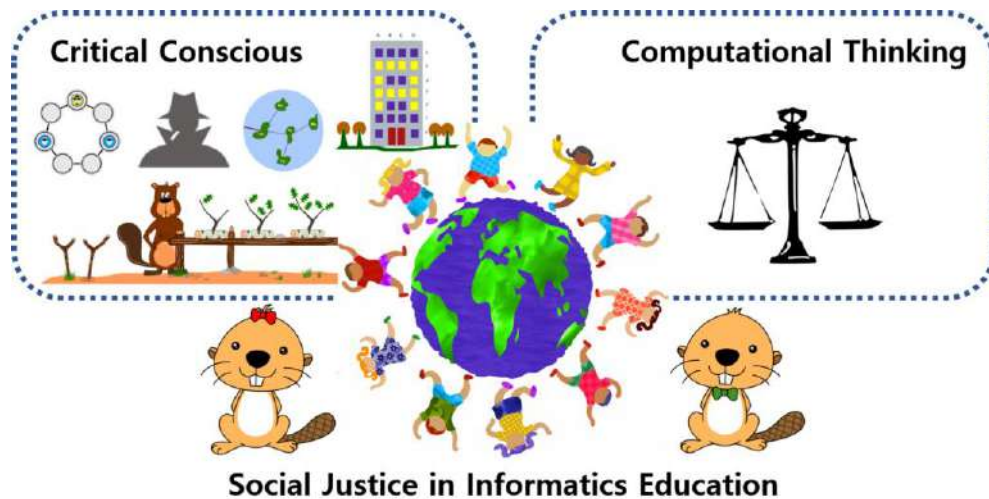 Critical Conscious
Computational Thinking
Social Justice in Informatics Education